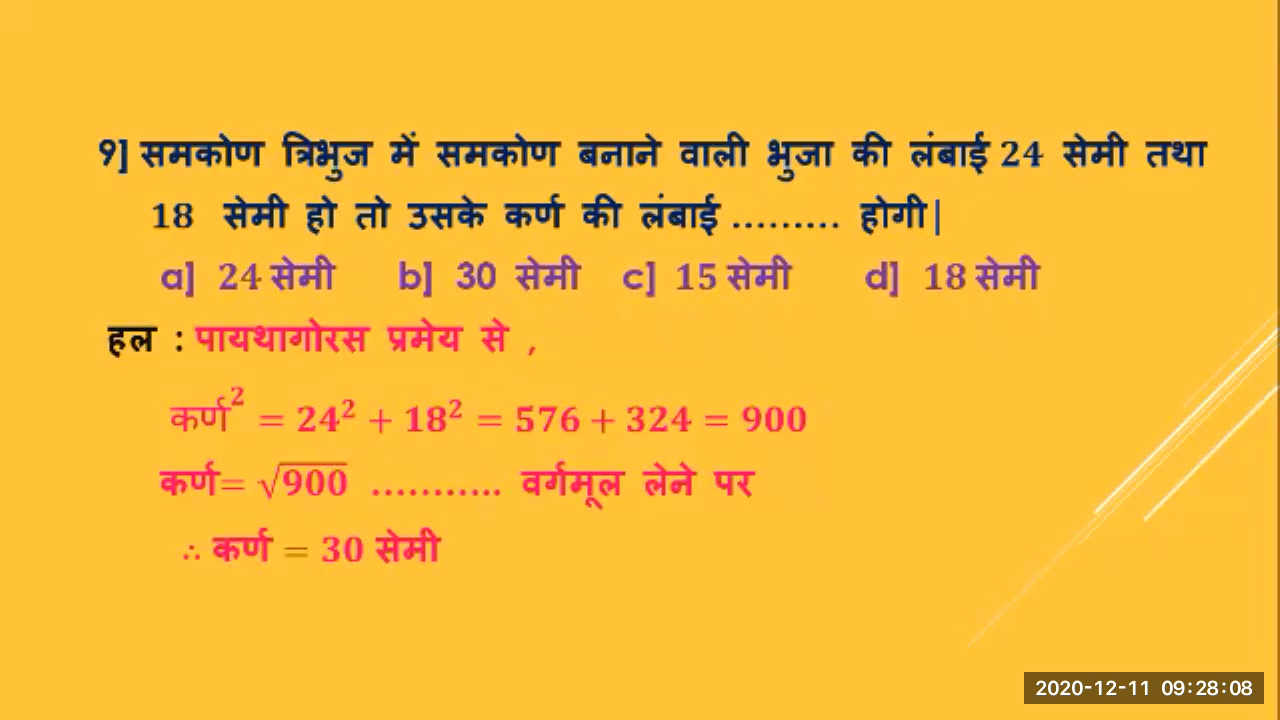 9] समकोण त्रिभुज में समकोण बनाने वाली भुजा की लंबाई 24 सेमी तथा
18 सेमी हो तो उसके कर्ण की लंबाई ......... होगी|
a] 24 सेमी b] 30 सेमी c] 15 सेमी d] 18 सेमी
हल : पायथागोरस प्रमेय से ,
कर्ण² = 24² + 18² = 576 + 324 = 900
कर्ण= √900 ........... वर्गमूल लेने पर
∴ कर्ण = 30 सेमी
2020-12-11 09:28:08